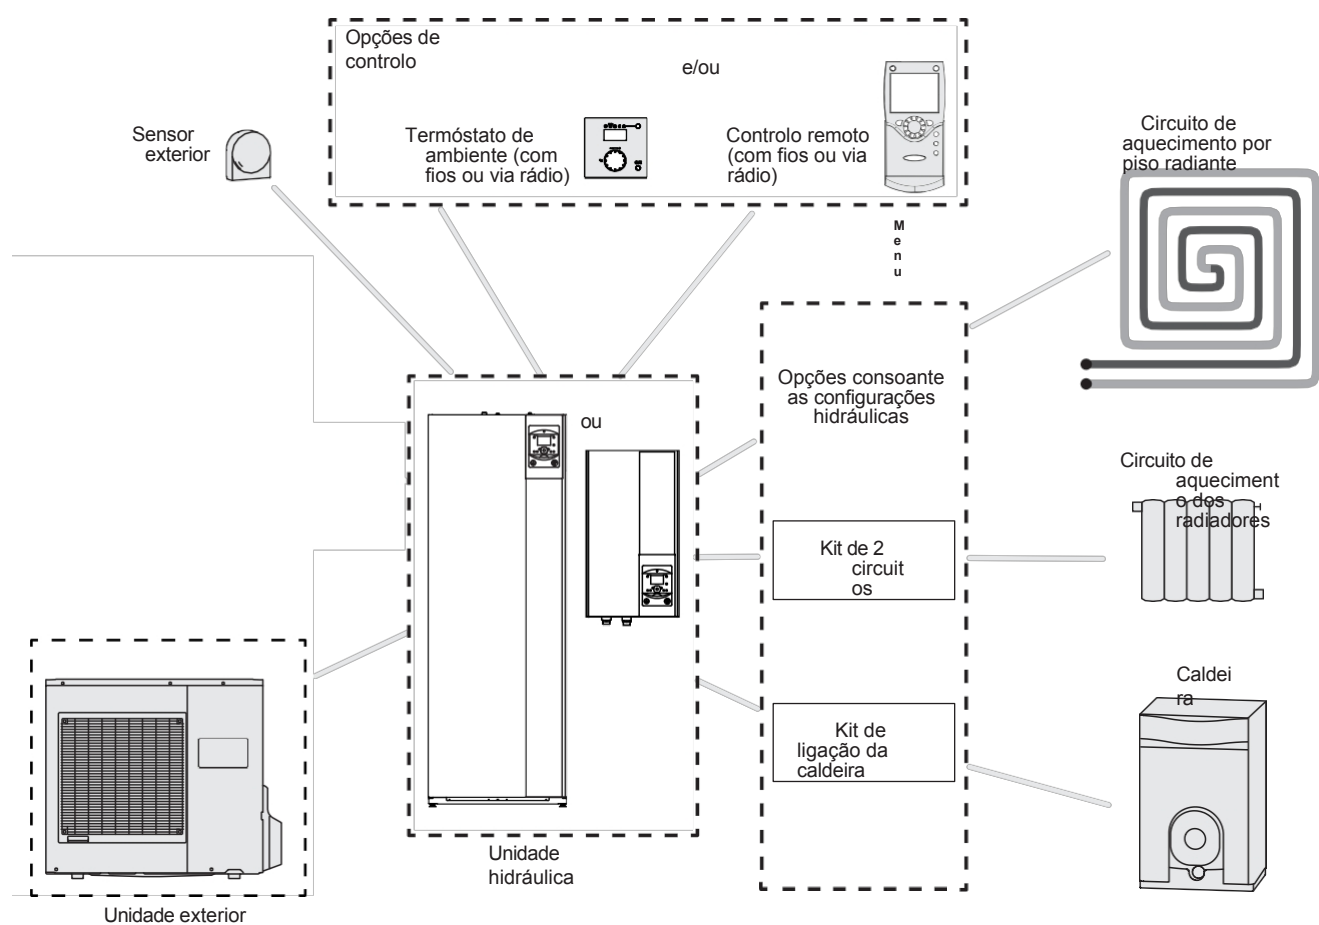 Opções de
controlo
e/ou
Sensor
exterior
Termóstato de
ambiente (com
fios ou via rádio)
Controlo remoto
(com fios ou via
rádio)
Circuito de
aquecimento por
piso radiante
M
e
n
u
Opções consoante
as configurações
hidráulicas
ou
Circuito de
aqueciment
o dos
radiadores
Kit de 2
circuit
os
Caldei
ra
Kit de
ligação da
caldeira
Unidade
hidráulica
Unidade exterior